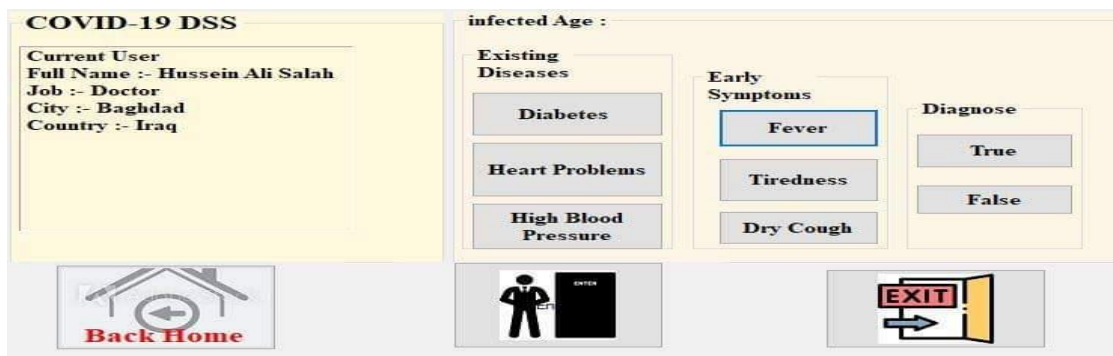 COVID-19 DSS
Current User
Full Name :- Hussein Ali Salah
Job :- Doctor
City :- Baghdad
Country :- Iraq
infected Age :
Existing
Diseases
Diabetes
Heart Problems
High Blood
Pressure
Early
Symptoms
Fever
Tiredness
Dry Cough
Diagnose
True
False
Back Home
ENTER
EXIT